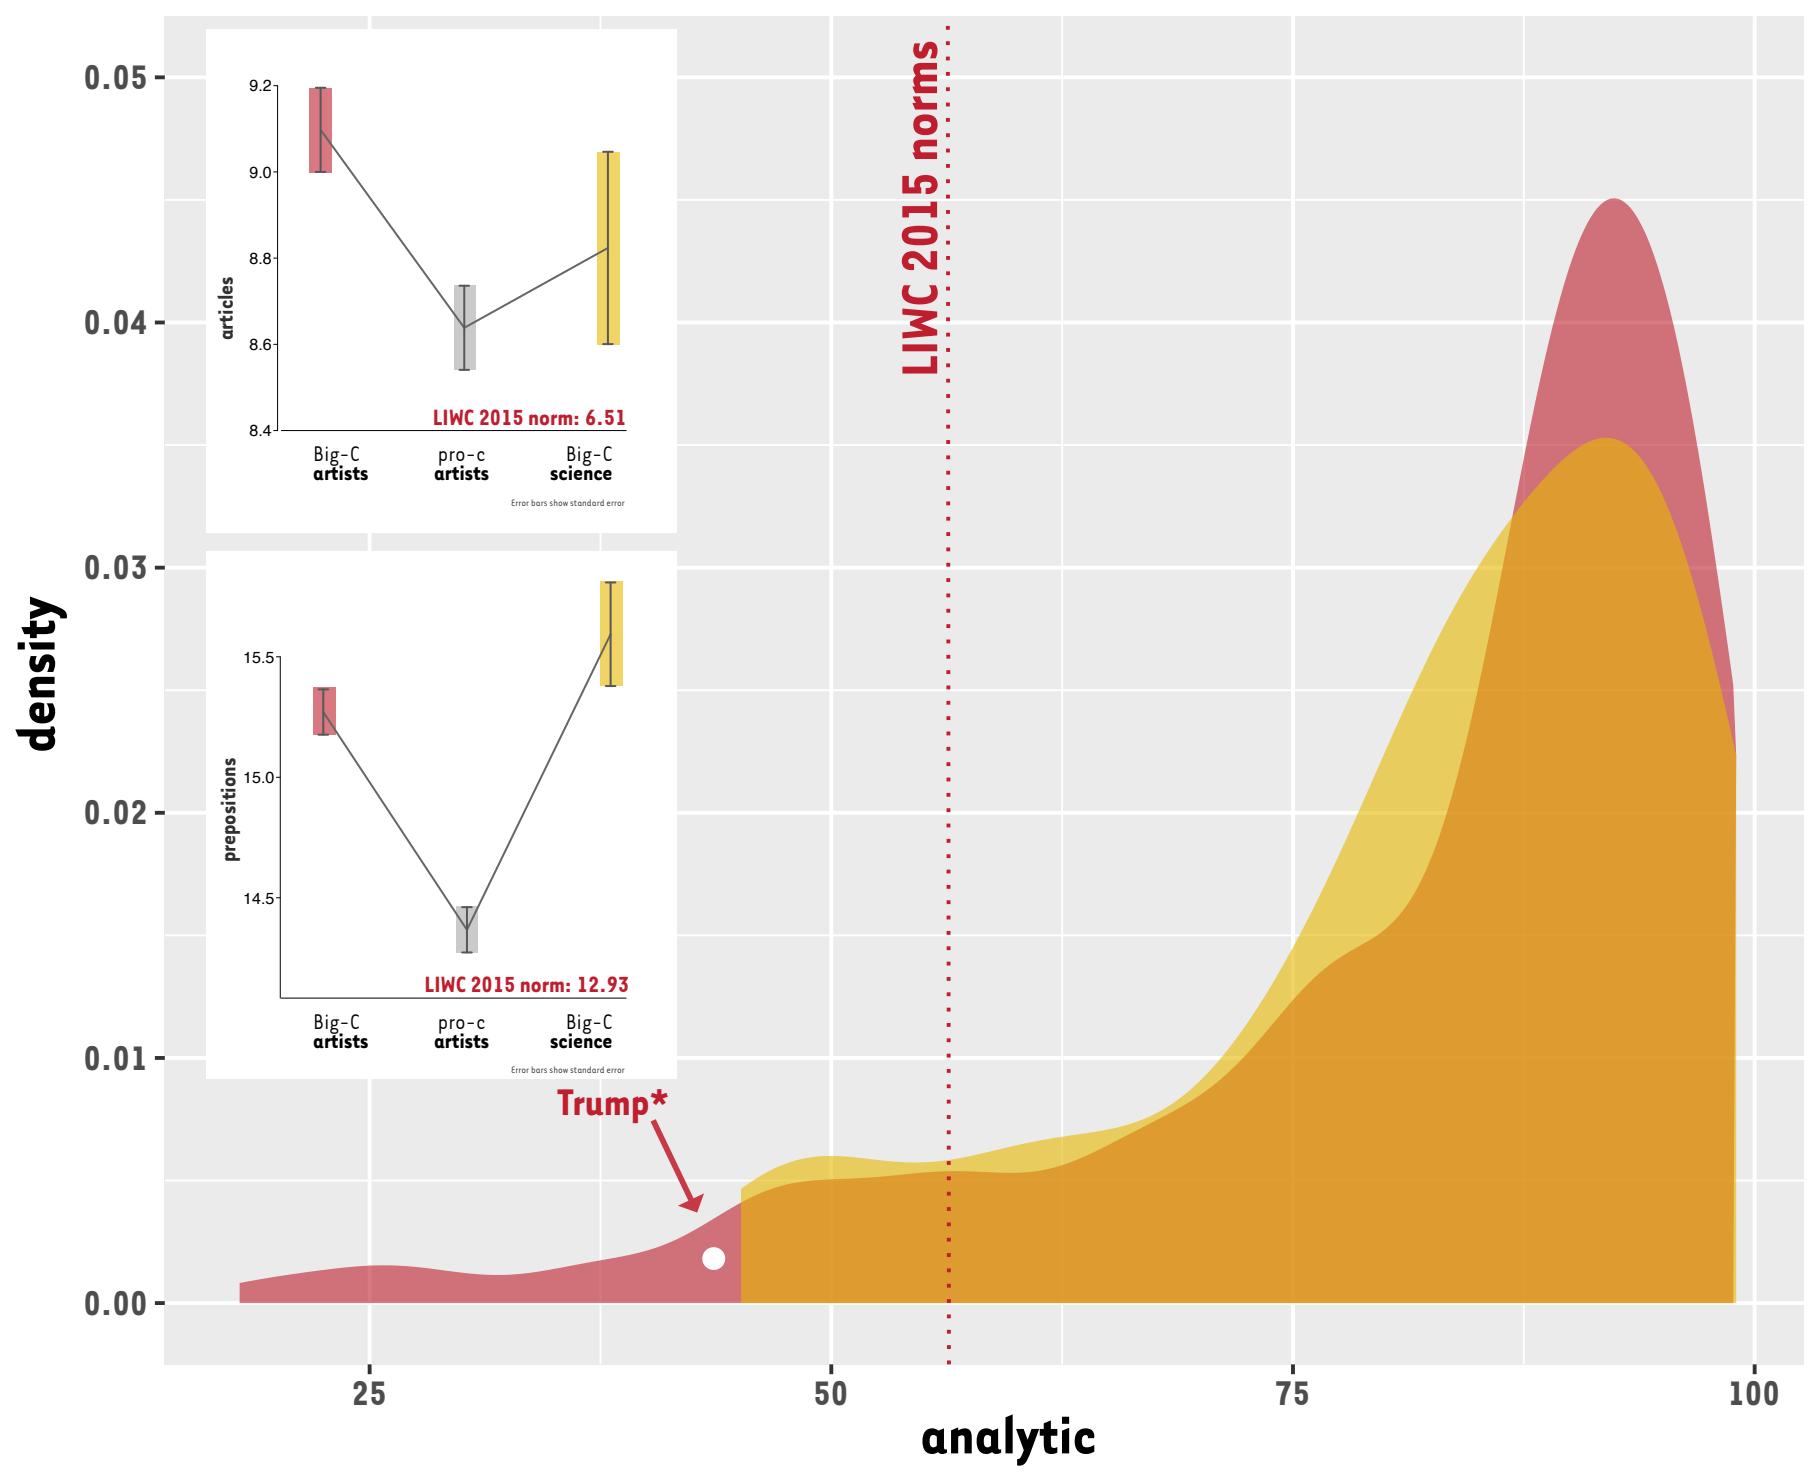 0.05
0.04
0.03
0.02
0.01
0.00
density
9.2
9.0
8.8
8.6
8.4
articles
LIWC 2015 norm: 6.51
Big-C pro-c Big-C
artists artists science
Error bars show standard error
15.5
15.0
14.5
prepositions
LIWC 2015 norm: 12.93
Big-C pro-c Big-C
artists artists science
Error bars show standard error
LIWC 2015 norms
Trump*
25 50 75 100
analytic